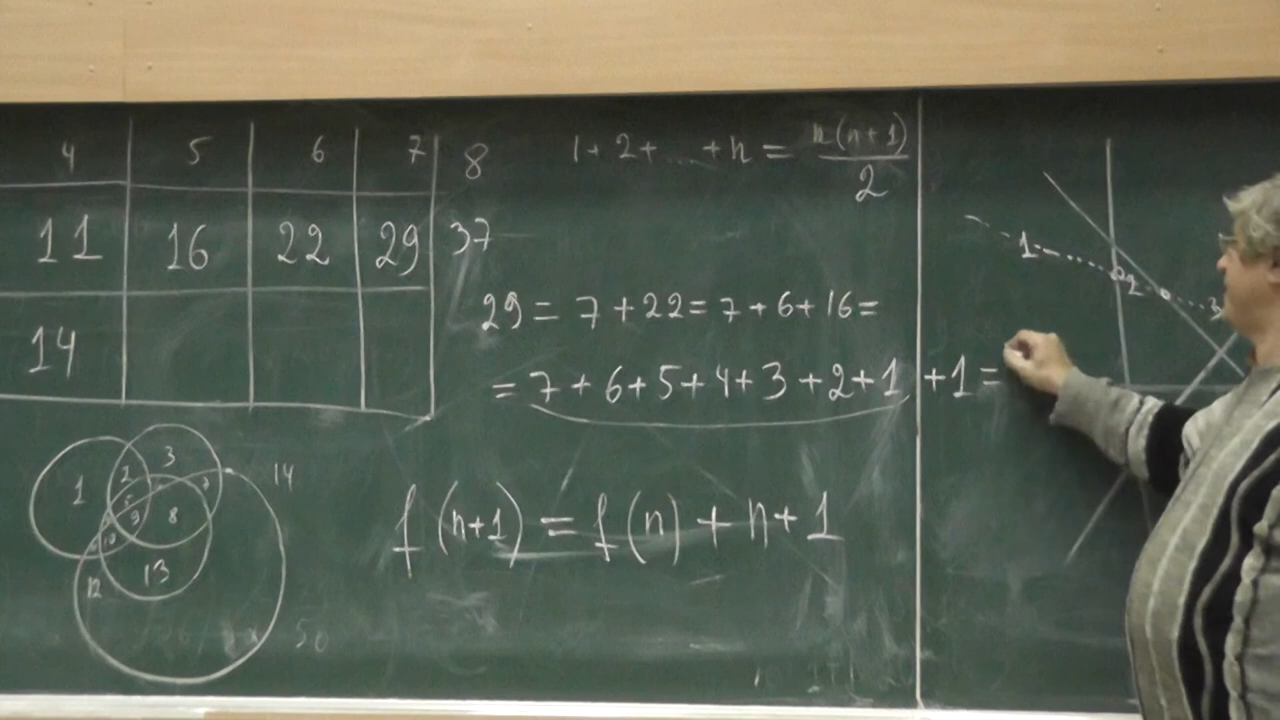 4 5 6 7 8
11 16 22 29 37
14
1 + 2 + ... + n = n(n+1)/2
29 = 7 + 22 = 7 + 6 + 16 =
= 7 + 6 + 5 + 4 + 3 + 2 + 1 + 1 =
f(n+1) = f(n) + n + 1
1 2 3
3
1 2 7 14
5
9 8
10
12 13
50